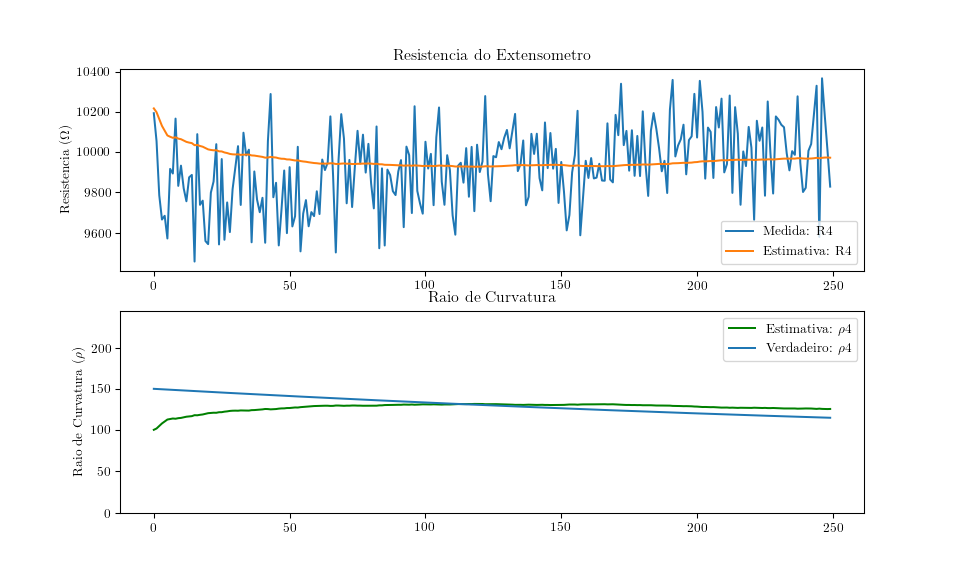 Resistencia do Extensometro
Resistencia (Ω)
10400
10200
10000
9800
9600
Medida: R4
Estimativa: R4
0
50
100
150
200
250
Raio de Curvatura
Raio de Curvatura (ρ)
200
150
100
50
0
Estimativa: ρ4
Verdadeiro: ρ4
0
50
100
150
200
250